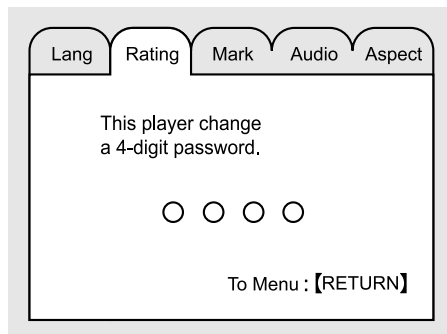 Lang Rating Mark Audio Aspect
This player change
a 4-digit password.
To Menu :【RETURN】